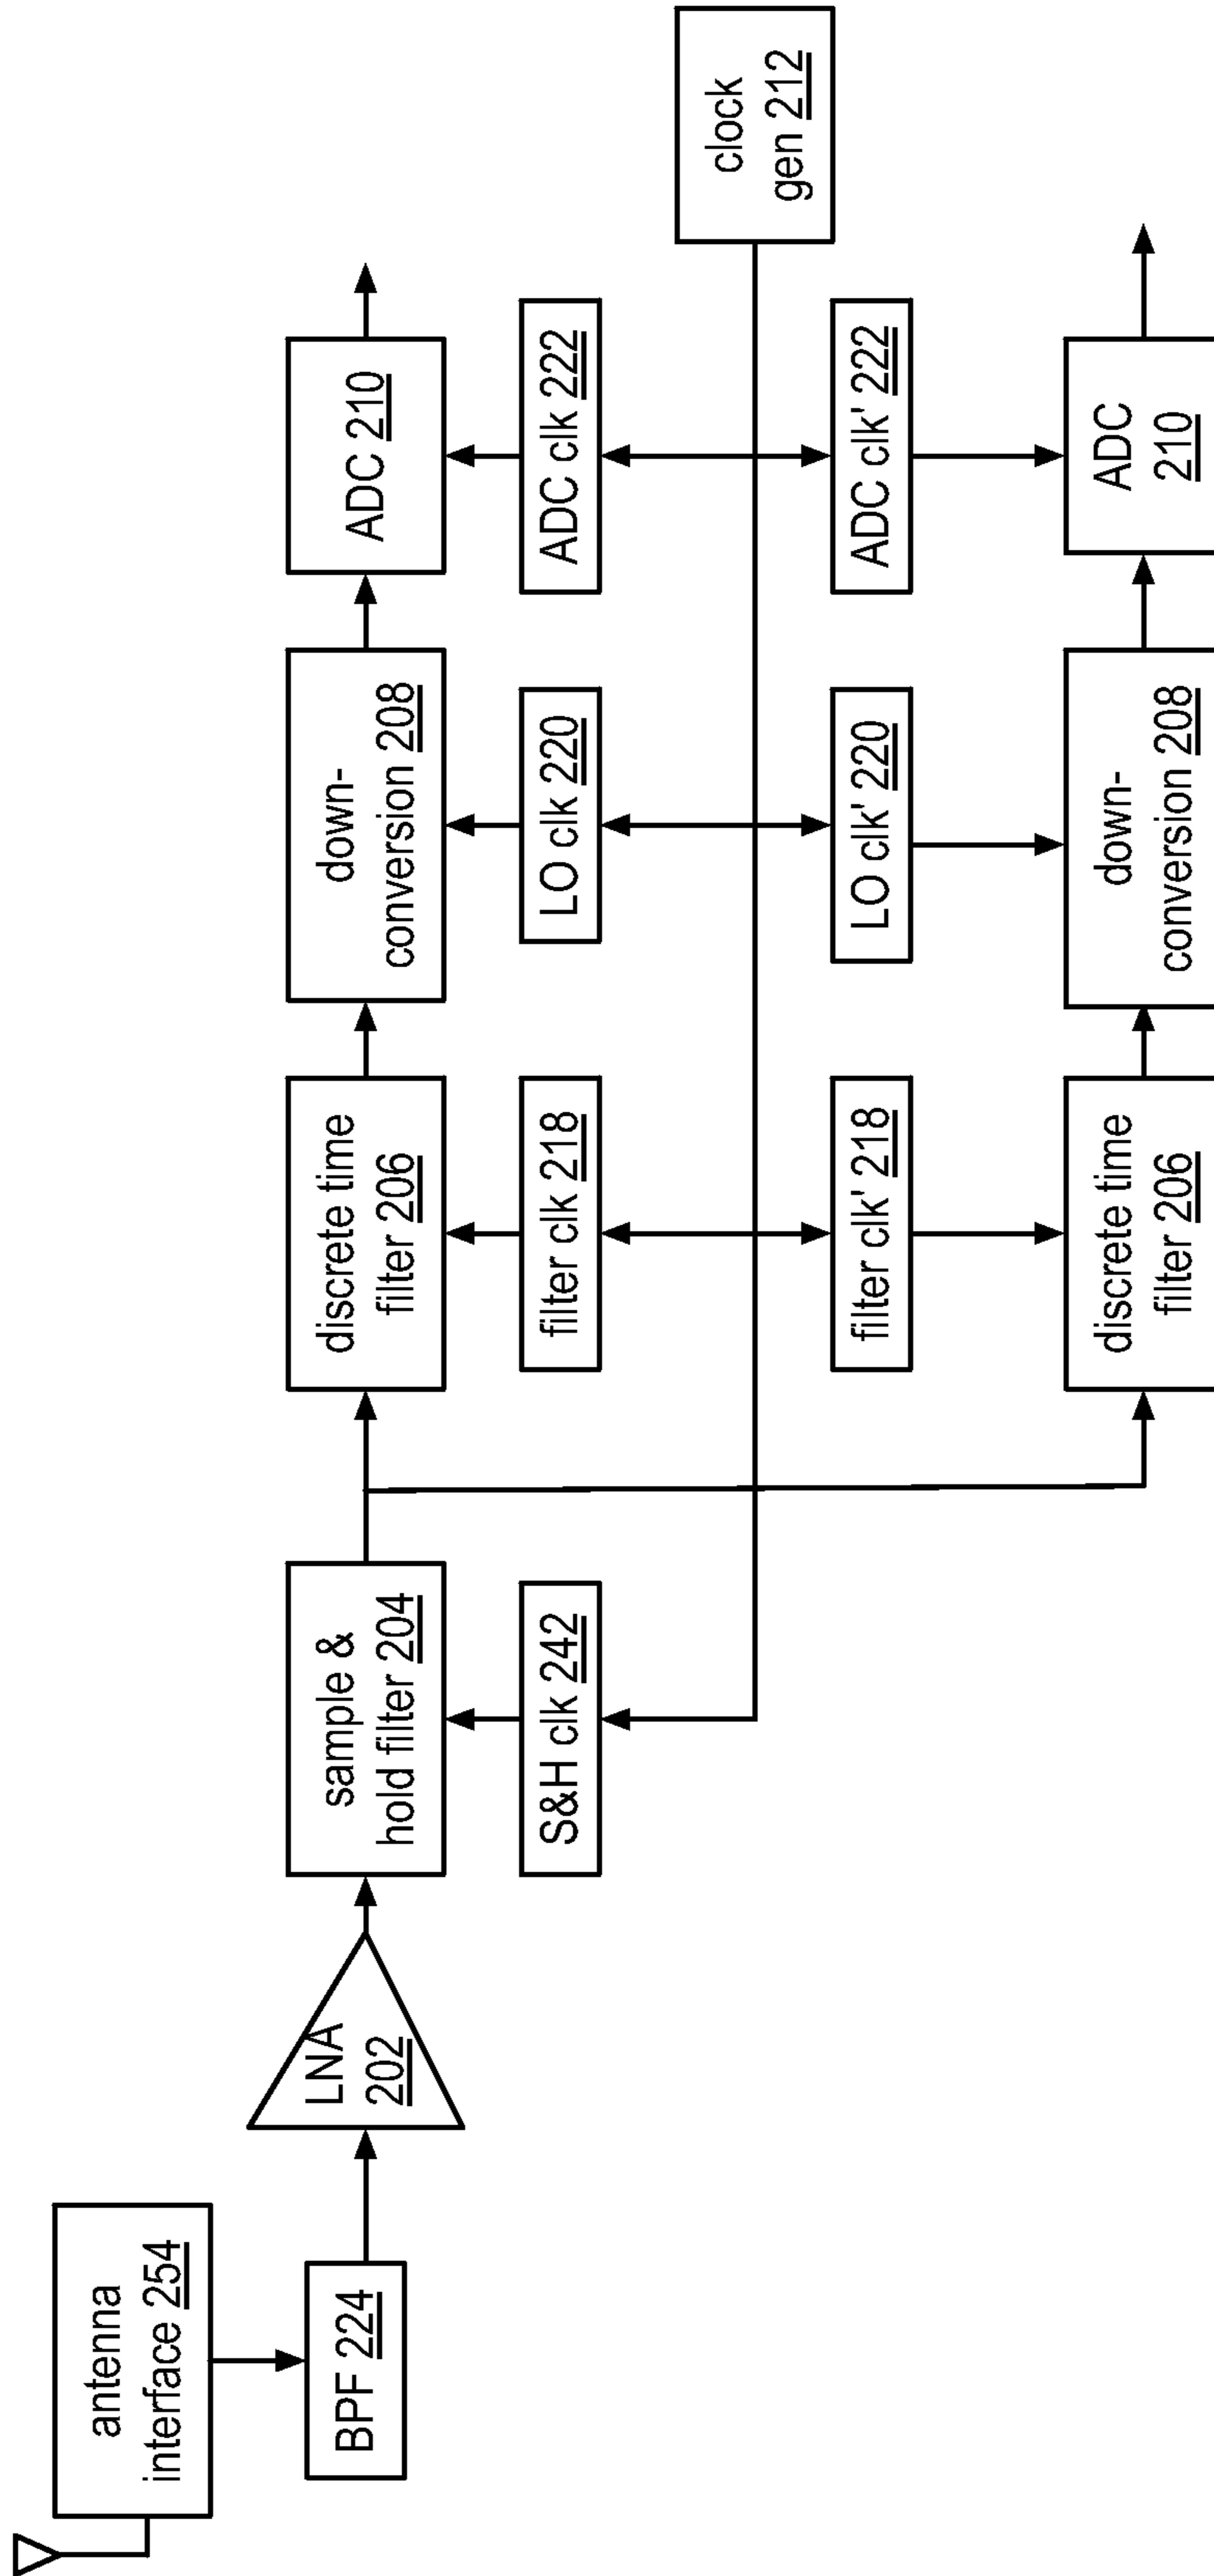 antenna
interface 254
BPF 224
LNA
202
sample &
hold filter 204
S&H clk 242
discrete time
filter 206
filter clk 218
down-
conversion 208
LO clk 220
ADC 210
ADC clk 222
clock
gen 212
filter clk' 218
LO clk' 220
ADC clk' 222
discrete time
filter 206
down-
conversion 208
ADC
210